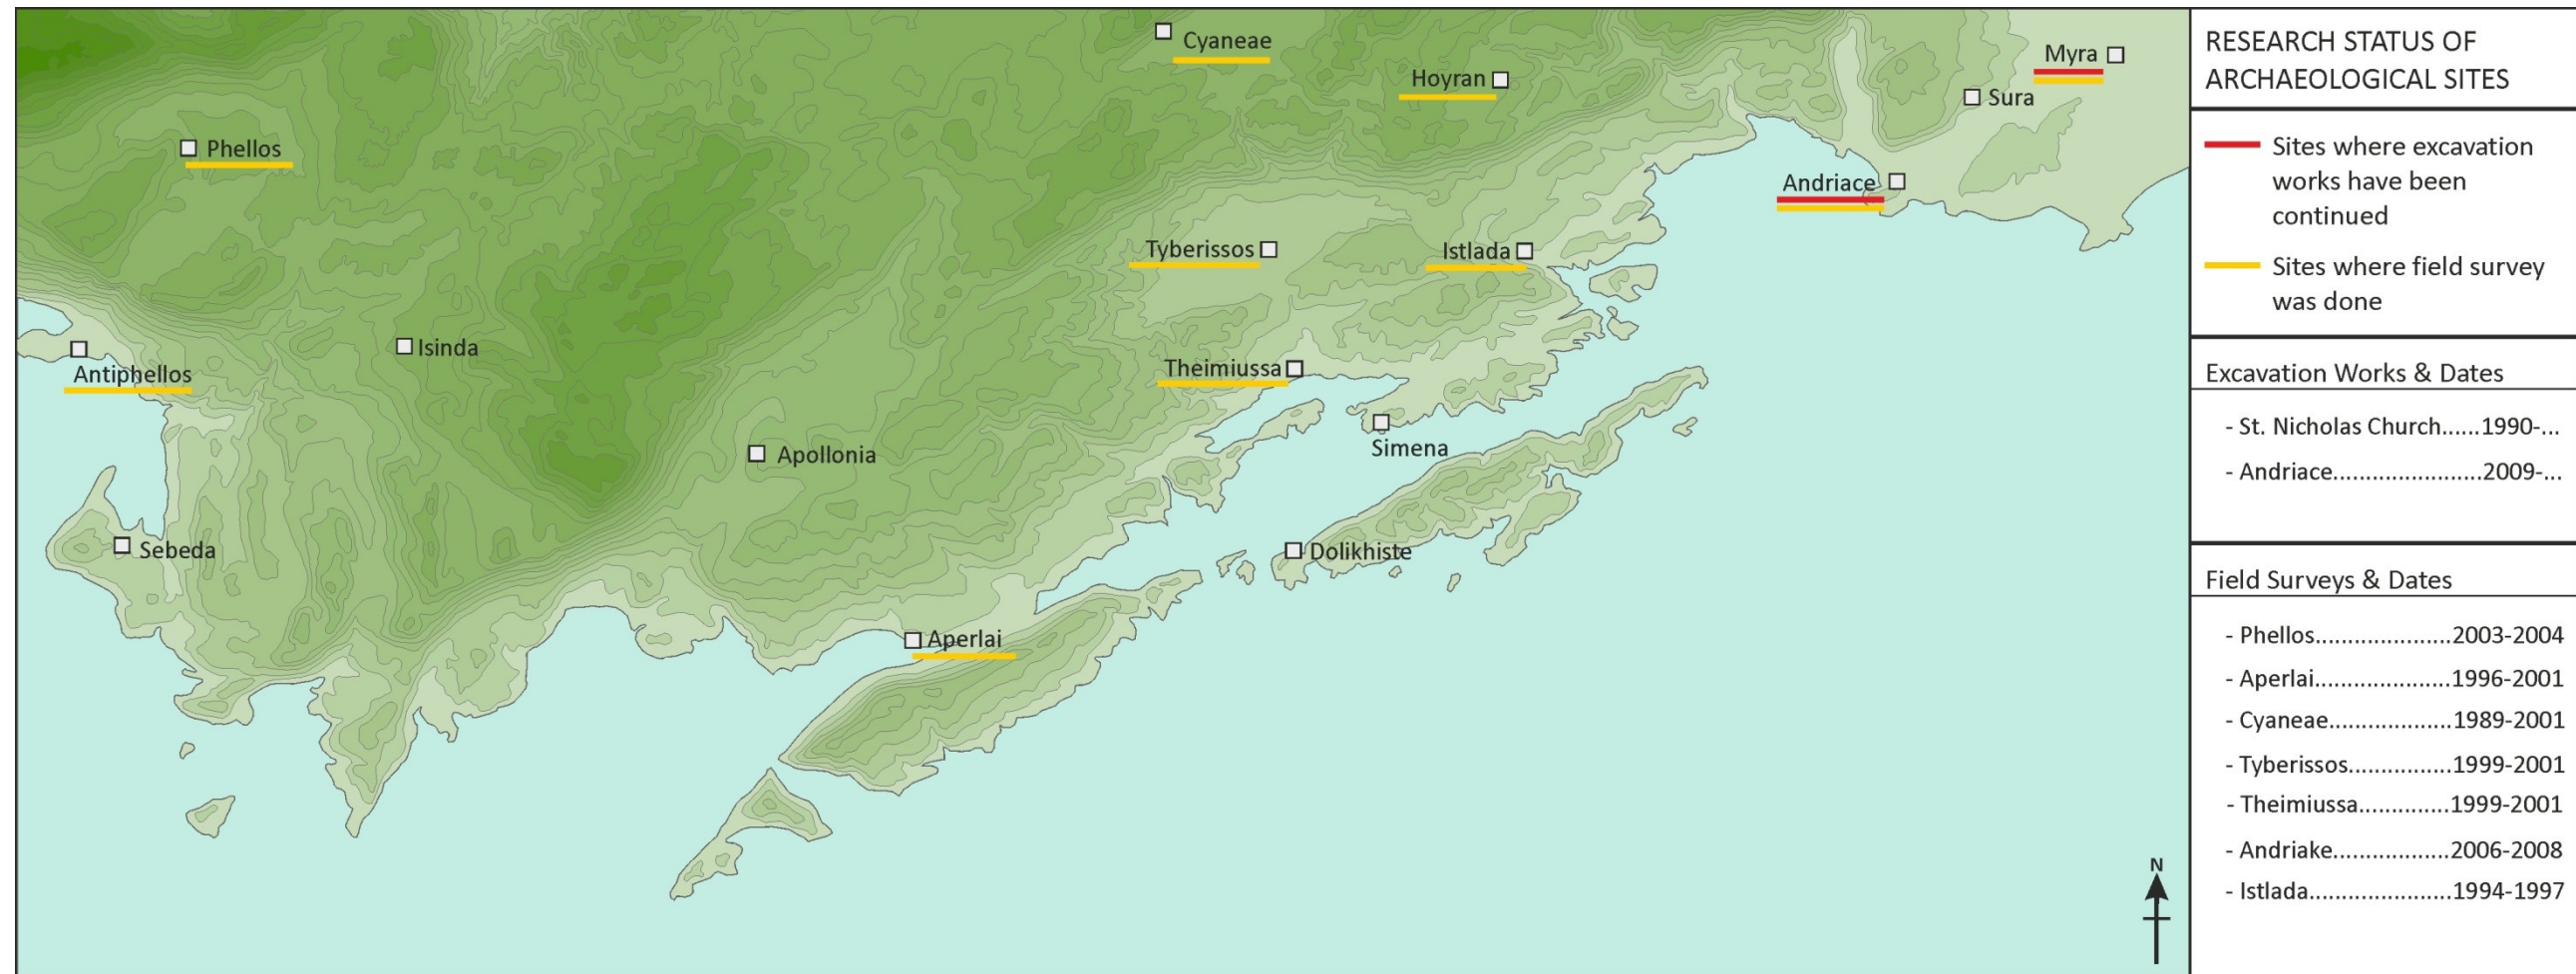 Cyaneae
Hoyran
Myra
Sura
Phellos
Andriace
Tyberissos
Istlada
Isinda
Antiphellos
Theimiussa
Simena
Apollonia
Sebeda
Dolikhiste
Aperlai
N
RESEARCH STATUS OF
ARCHAEOLOGICAL SITES
Sites where excavation
works have been
continued
Sites where field survey
was done
Excavation Works & Dates
- St. Nicholas Church......1990-...
- Andriace.......................2009-...
Field Surveys & Dates
- Phellos.....................2003-2004
- Aperlai.....................1996-2001
- Cyaneae...................1989-2001
- Tyberissos................1999-2001
- Theimiussa..............1999-2001
- Andriake..................2006-2008
- Istlada......................1994-1997